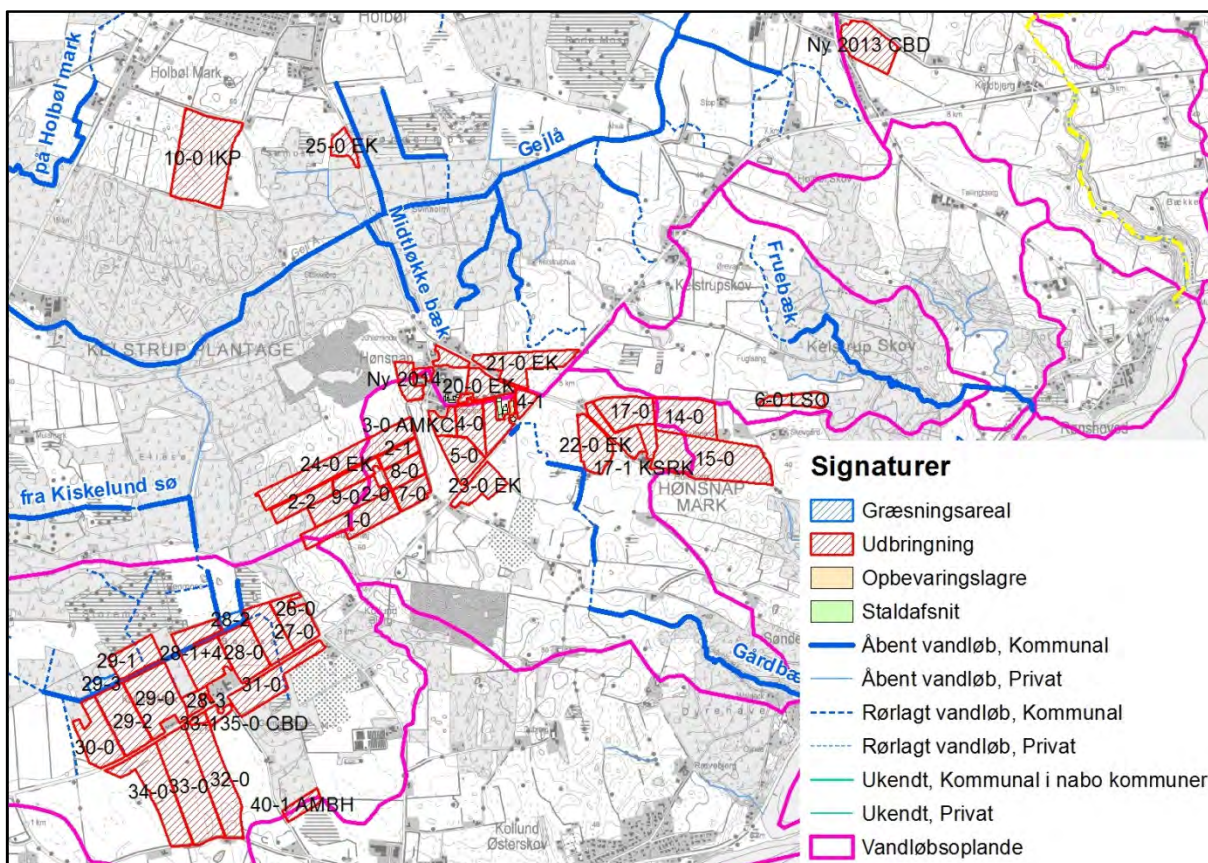 Holbøl
Ny 2013 CBD
Holbøl Mark
på Holbøl mark
25-0 EK
10-0 IKP
Gejlå
Midtløkke bæk
Kelstrupskov
Fruebæk
Kelstrup Skov
KELSTRUP PLANTAGE
Hønsnap
21-0 EK
Ny 2014
20-0 EK
4-1
6-0 LSO
Rønshoved
3-0 AMKC
4-0
17-0
14-0
2-1
5-0
22-0 EK
15-0
24-0 EK
8-0
17-1 KSRK
23-0 EK
HØNSNAP
MARK
2-2
9-0
2-0
7-0
1-0
fra Kiskelund sø
28-2
26-0
27-0
29-1
28-1+4
28-0
29-3
29-0
31-0
28-3
29-2
33-1
35-0 CBD
30-0
34-0
33-0
32-0
40-1 AMBH
Kollund
Østerskov
Signaturer
Græsningsareal
Udbringning
Opbevaringslagre
Staldafsnit
Åbent vandløb, Kommunal
Åbent vandløb, Privat
Rørlagt vandløb, Kommunal
Rørlagt vandløb, Privat
Ukendt, Kommunal i nabo kommuner
Ukendt, Privat
Vandløbsoplande